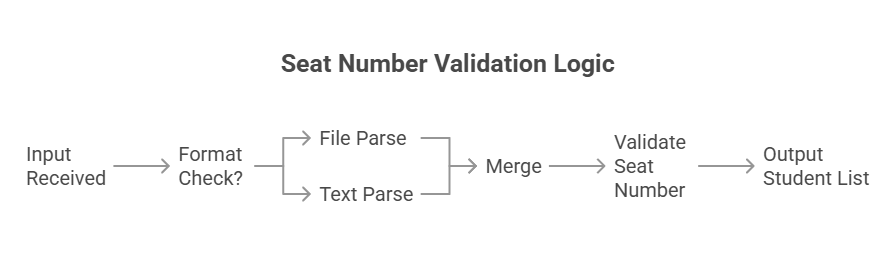 Seat Number Validation Logic
Input
Received
Format
Check?
File Parse
Text Parse
Merge
Validate
Seat
Number
Output
Student List